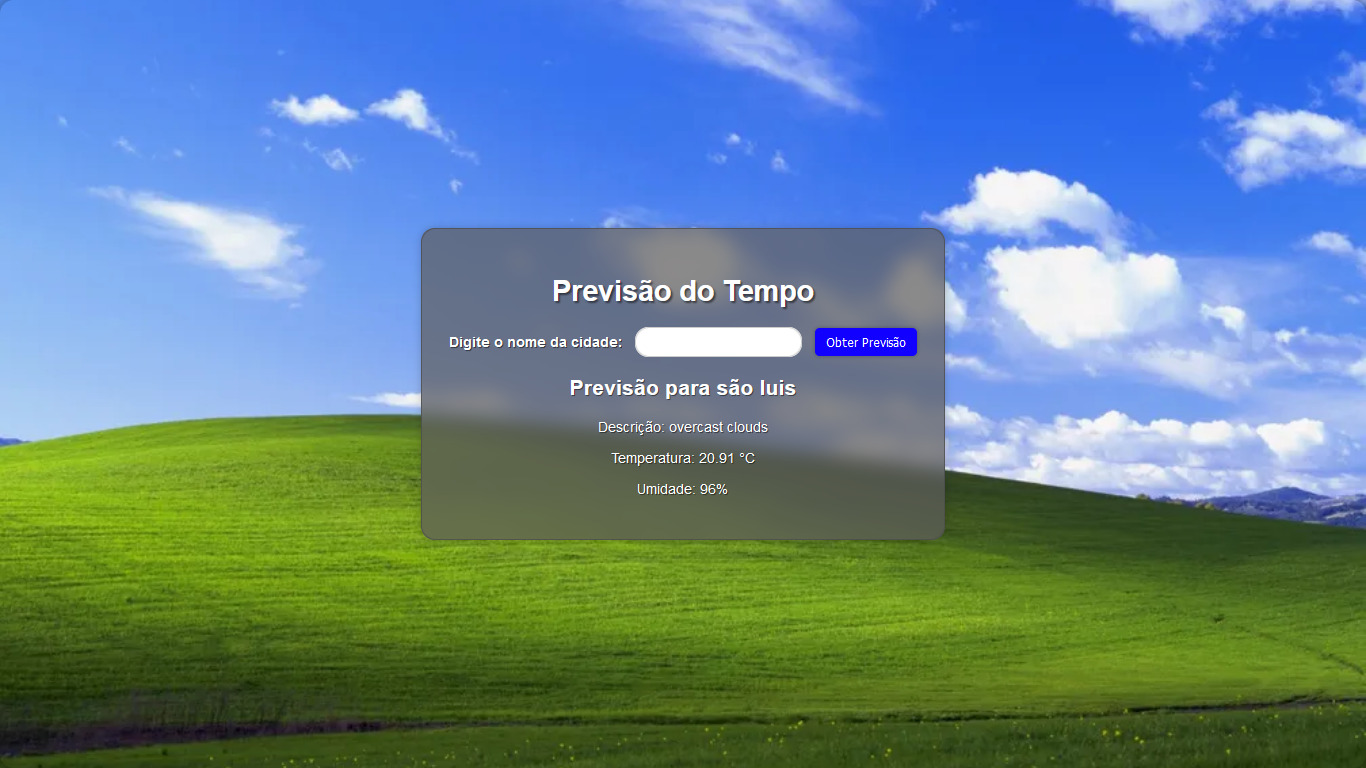 Previsão do Tempo
Digite o nome da cidade: Obter Previsão
Previsão para são luis
Descrição: overcast clouds
Temperatura: 20.91 °C
Umidade: 96%